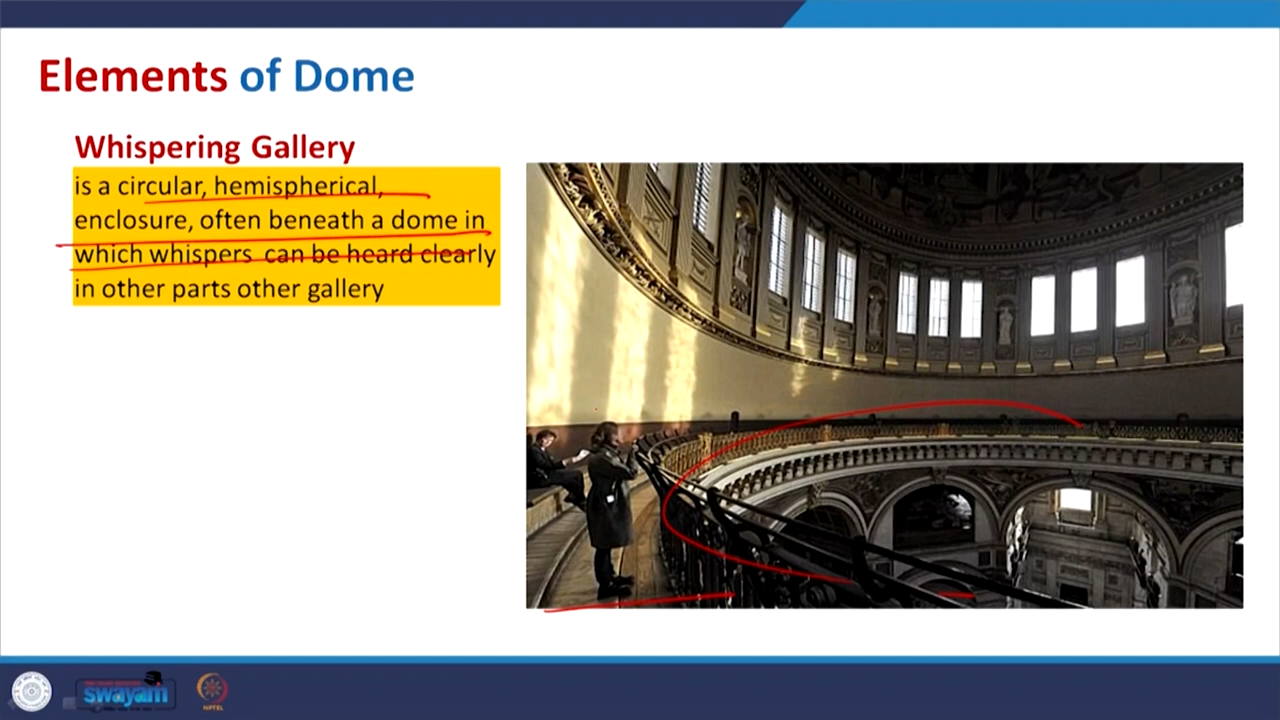 Elements of Dome
Whispering Gallery
is a circular, hemispherical,
enclosure, often beneath a dome in
which whispers can be heard clearly
in other parts other gallery
swayam
NPTEL